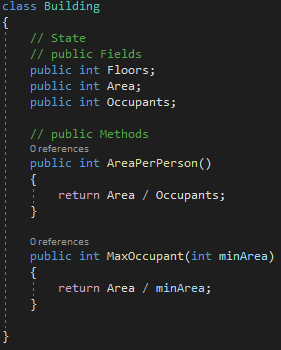 class Building
{
// State
// public Fields
public int Floors;
public int Area;
public int Occupants;
// public Methods
0 references
public int AreaPerPerson()
{
return Area / Occupants;
}
0 references
public int MaxOccupant(int minArea)
{
return Area / minArea;
}
}